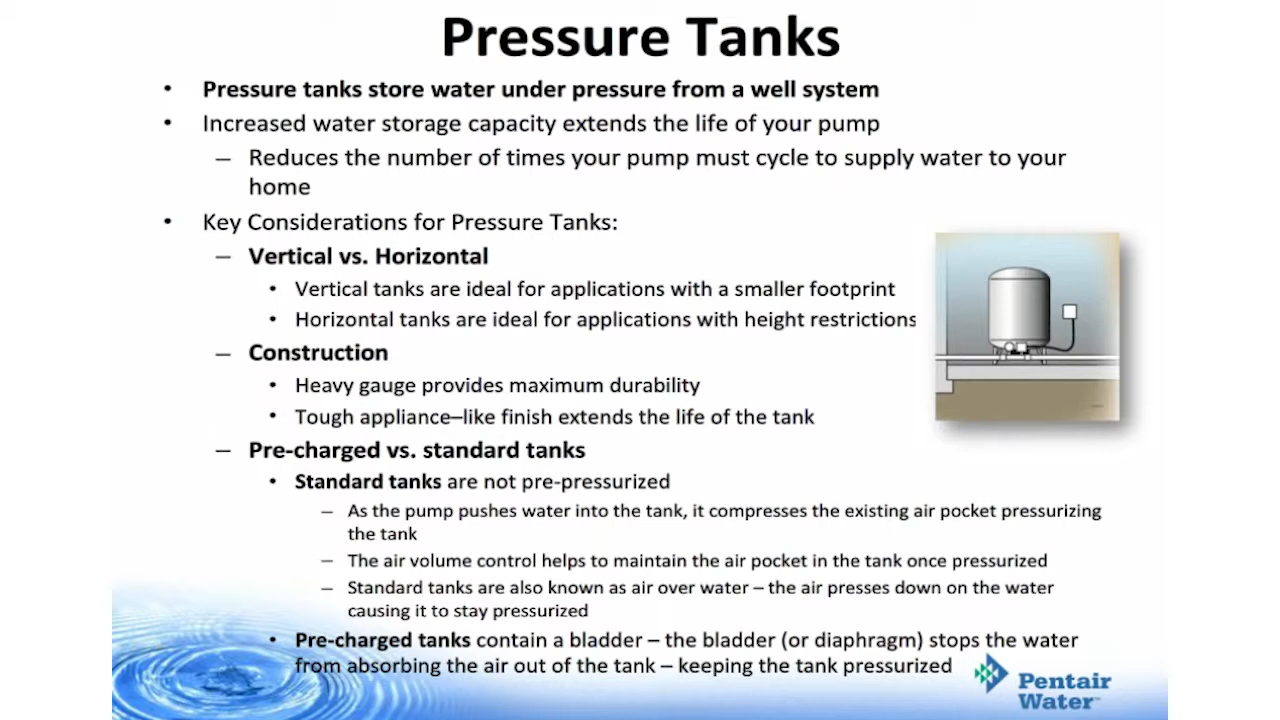 Pressure Tanks
• Pressure tanks store water under pressure from a well system
• Increased water storage capacity extends the life of your pump
– Reduces the number of times your pump must cycle to supply water to your
home
• Key Considerations for Pressure Tanks:
– Vertical vs. Horizontal
• Vertical tanks are ideal for applications with a smaller footprint
• Horizontal tanks are ideal for applications with height restrictions
– Construction
• Heavy gauge provides maximum durability
• Tough appliance–like finish extends the life of the tank
– Pre-charged vs. standard tanks
• Standard tanks are not pre-pressurized
– As the pump pushes water into the tank, it compresses the existing air pocket pressurizing
the tank
– The air volume control helps to maintain the air pocket in the tank once pressurized
– Standard tanks are also known as air over water – the air presses down on the water
causing it to stay pressurized
• Pre-charged tanks contain a bladder – the bladder (or diaphragm) stops the water
from absorbing the air out of the tank – keeping the tank pressurized
Pentair
Water